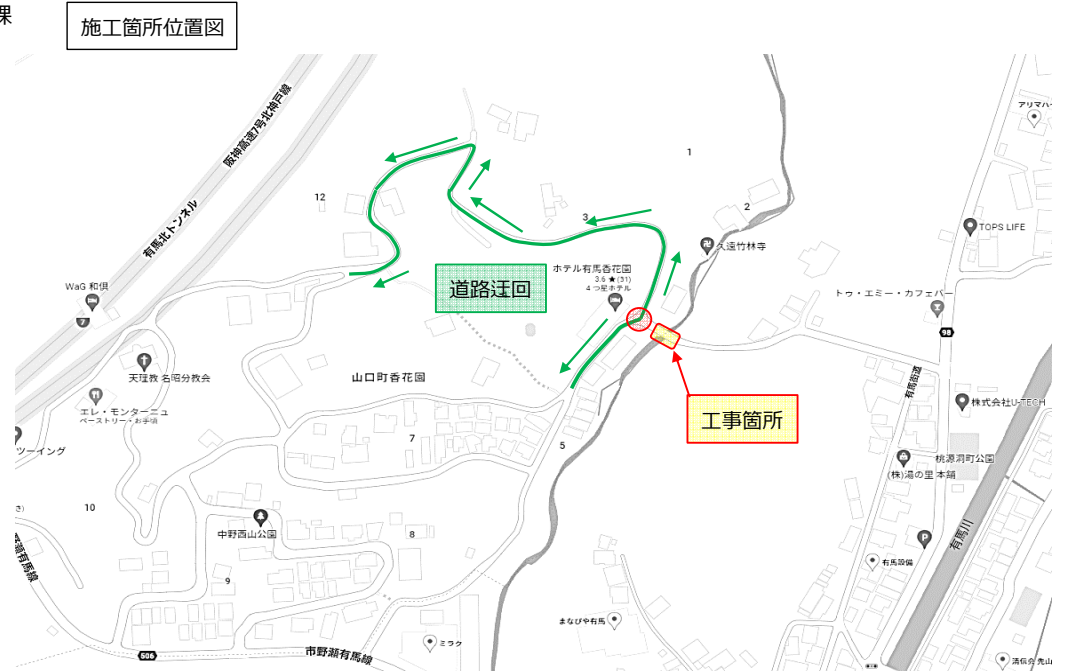 課
施工箇所位置図
阪神高速7号北神戸線
アリマハー
1
12
有馬北トンネル
2
3
TOPS LIFE
久遠竹林寺
ホテル有馬香花園
3.6 ★(31)
4 つ星ホテル
WaG 和倶
道路迂回
トゥ・エミー・カフェバー
7
98
天理教 名昭分教会
山口町香花園
有馬街道
エレ・モンターニュ
ペーストリー・お手頃
株式会社U-TECH
工事箇所
7
5
ツーイング
桃源洞町公園
(株)湯の里 本舗
10
中野西山公園
8
有馬川
P
野瀬有馬線
有馬設備
9
まなびや有馬
ミラケ
506
市野瀬有馬線
清伝会 先山